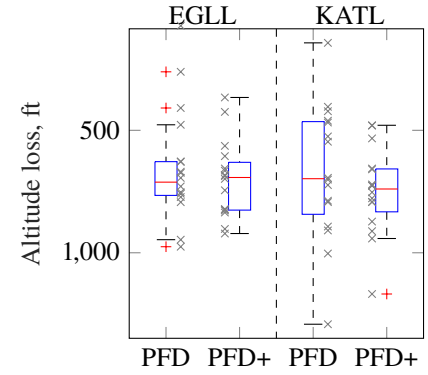 EGLL KATL
Altitude loss, ft
500
1,000
PFD PFD+ PFD PFD+